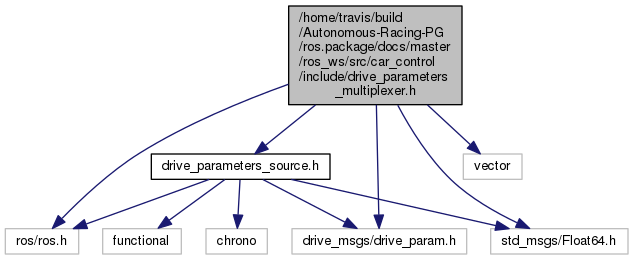 /home/travis/build
/Autonomous-Racing-PG
/ros.package/docs/master
/ros_ws/src/car_control
/include/drive_parameters
_multiplexer.h
drive_parameters_source.h
vector
ros/ros.h
functional
chrono
drive_msgs/drive_param.h
std_msgs/Float64.h